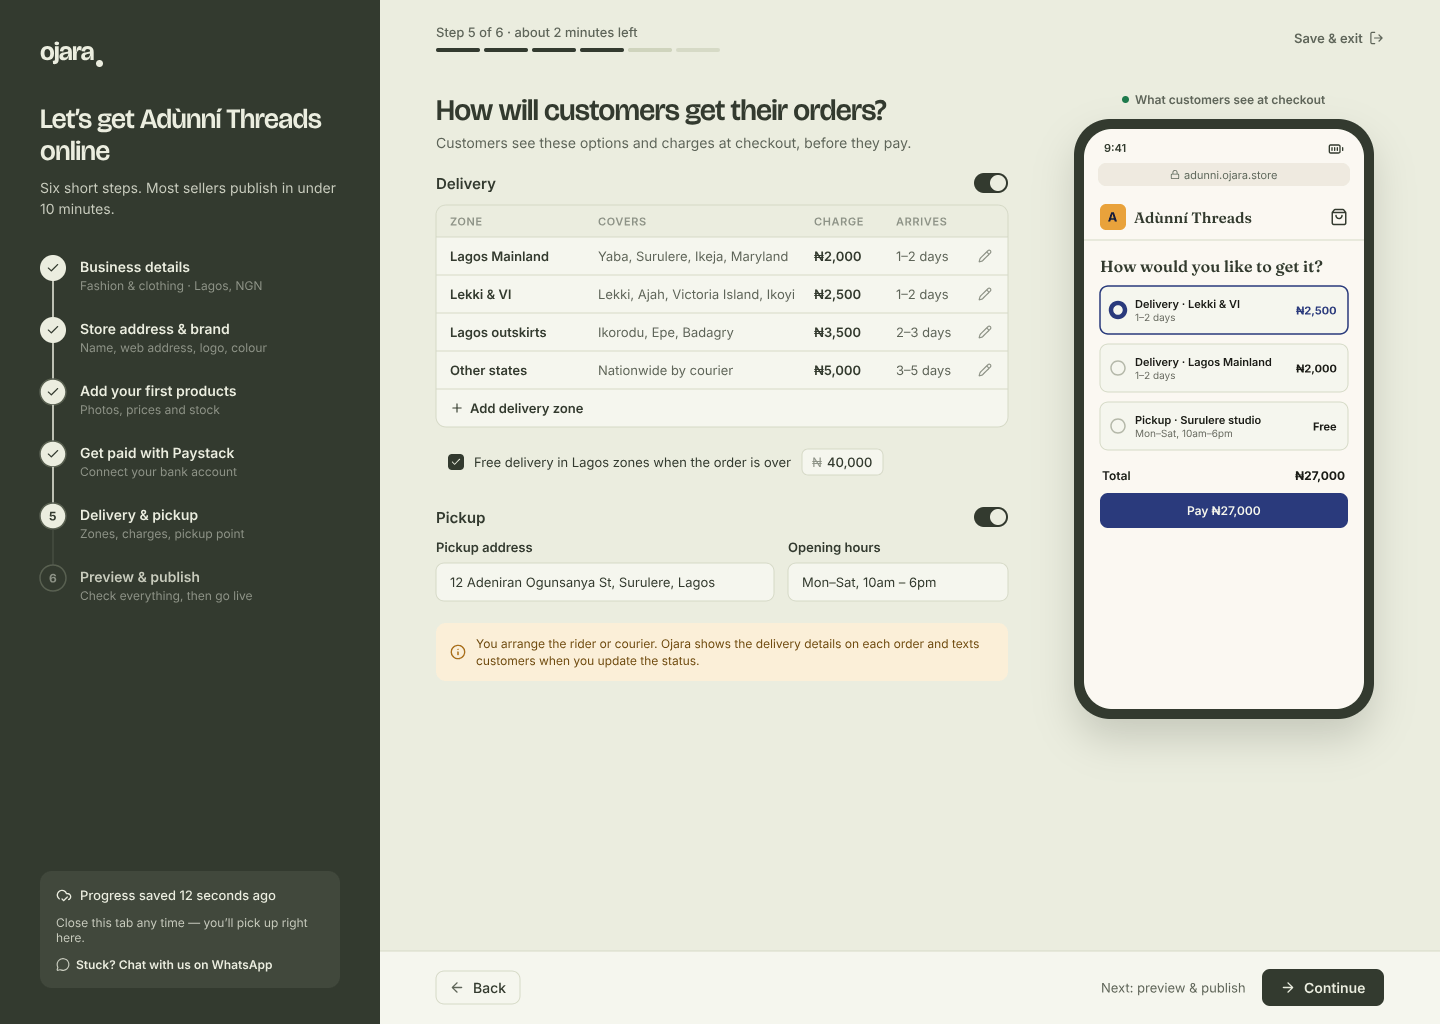 ojara
Let's get Adùnní Threads
online
Six short steps. Most sellers publish in under
10 minutes.
Business details
Fashion & clothing · Lagos, NGN
Store address & brand
Name, web address, logo, colour
Add your first products
Photos, prices and stock
Get paid with Paystack
Connect your bank account
5
Delivery & pickup
Zones, charges, pickup point
6
Preview & publish
Check everything, then go live
Progress saved 12 seconds ago
Close this tab any time — you'll pick up right
here.
Stuck? Chat with us on WhatsApp
Step 5 of 6 · about 2 minutes left
Save & exit
How will customers get their orders?
Customers see these options and charges at checkout, before they pay.
Delivery
ZONE COVERS CHARGE ARRIVES
Lagos Mainland Yaba, Surulere, Ikeja, Maryland ₦2,000 1–2 days
Lekki & VI Lekki, Ajah, Victoria Island, Ikoyi ₦2,500 1–2 days
Lagos outskirts Ikorodu, Epe, Badagry ₦3,500 2–3 days
Other states Nationwide by courier ₦5,000 3–5 days
Add delivery zone
Free delivery in Lagos zones when the order is over ₦ 40,000
Pickup
Pickup address Opening hours
12 Adeniran Ogunsanya St, Surulere, Lagos Mon–Sat, 10am – 6pm
You arrange the rider or courier. Ojara shows the delivery details on each order and texts
customers when you update the status.
What customers see at checkout
9:41
adunni.ojara.store
A Adùnní Threads
How would you like to get it?
Delivery · Lekki & VI
1–2 days
₦2,500
Delivery · Lagos Mainland
1–2 days
₦2,000
Pickup · Surulere studio
Mon–Sat, 10am–6pm
Free
Total ₦27,000
Pay ₦27,000
Back
Next: preview & publish
Continue